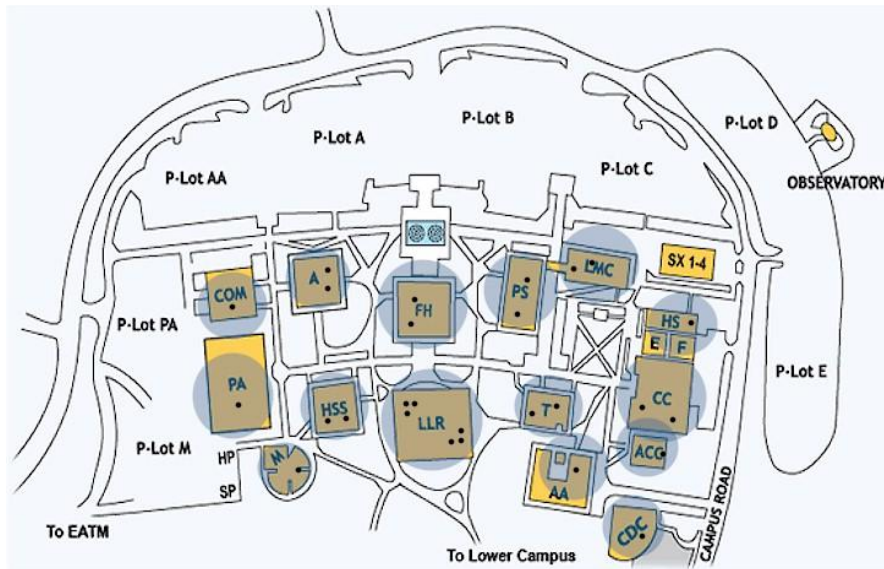 P-Lot B
P-Lot A
P-Lot D
P-Lot AA
P-Lot C
OBSERVATORY
SX 1-4
LMC
A
PS
COM
FH
HS
P-Lot PA
E
F
P-Lot E
PA
CC
HSS
T
LLR
P-Lot M
HP
M
ACC
SP
AA
CAMPUS ROAD
CDC
To EATM
To Lower Campus